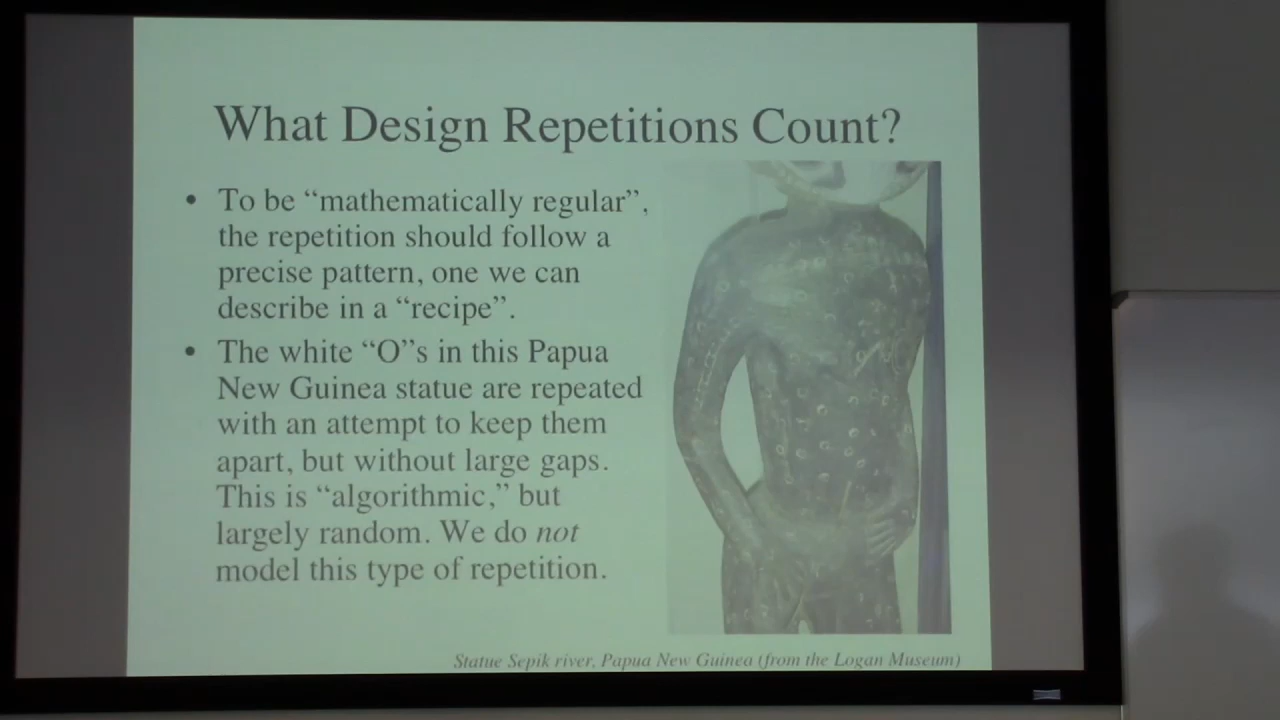 What Design Repetitions Count?
• To be “mathematically regular”,
the repetition should follow a
precise pattern, one we can
describe in a “recipe”.
• The white “O”s in this Papua
New Guinea statue are repeated
with an attempt to keep them
apart, but without large gaps.
This is “algorithmic,” but
largely random. We do not
model this type of repetition.
Statue Sepik river, Papua New Guinea (from the Logan Museum)